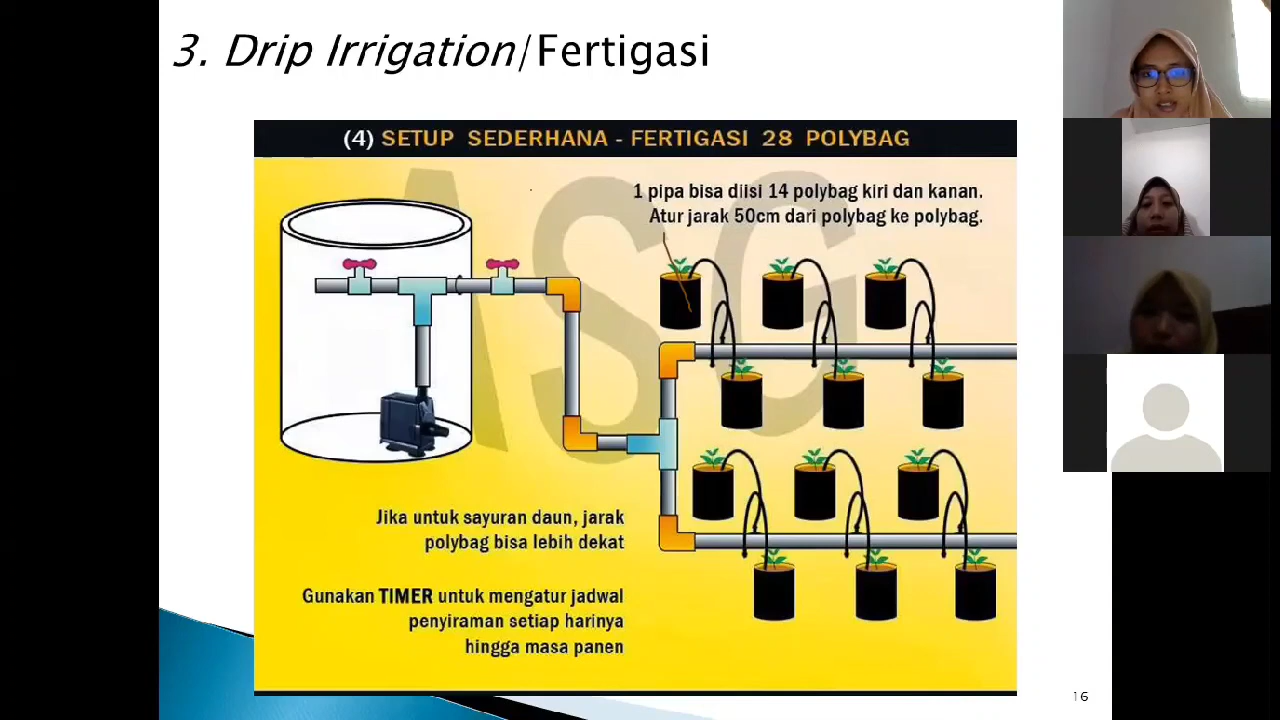 3. Drip Irrigation/Fertigasi
(4) SETUP SEDERHANA - FERTIGASI 28 POLYBAG
ASG
1 pipa bisa diisi 14 polybag kiri dan kanan.
Atur jarak 50cm dari polybag ke polybag.
Jika untuk sayuran daun, jarak
polybag bisa lebih dekat
Gunakan TIMER untuk mengatur jadwal
penyiraman setiap harinya
hingga masa panen
16